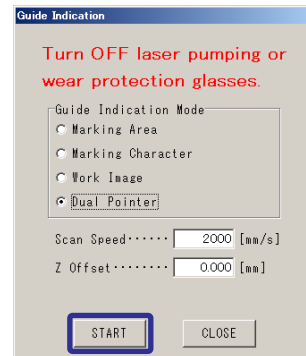 Guide Indication
Turn OFF laser pumping or
wear protection glasses.
Guide Indication Mode
Marking Area
Marking Character
Work Image
Dual Pointer
Scan Speed······ 2000 [mm/s]
Z Offset········ 0.000 [mm]
START CLOSE